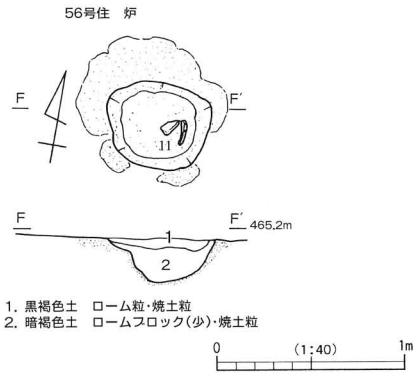 56号住 炉
F F′
11
F F′ 465.2m
1
2
1. 黒褐色土 ローム粒・焼土粒
2. 暗褐色土 ロームブロック(少)・焼土粒
0 (1:40) 1m